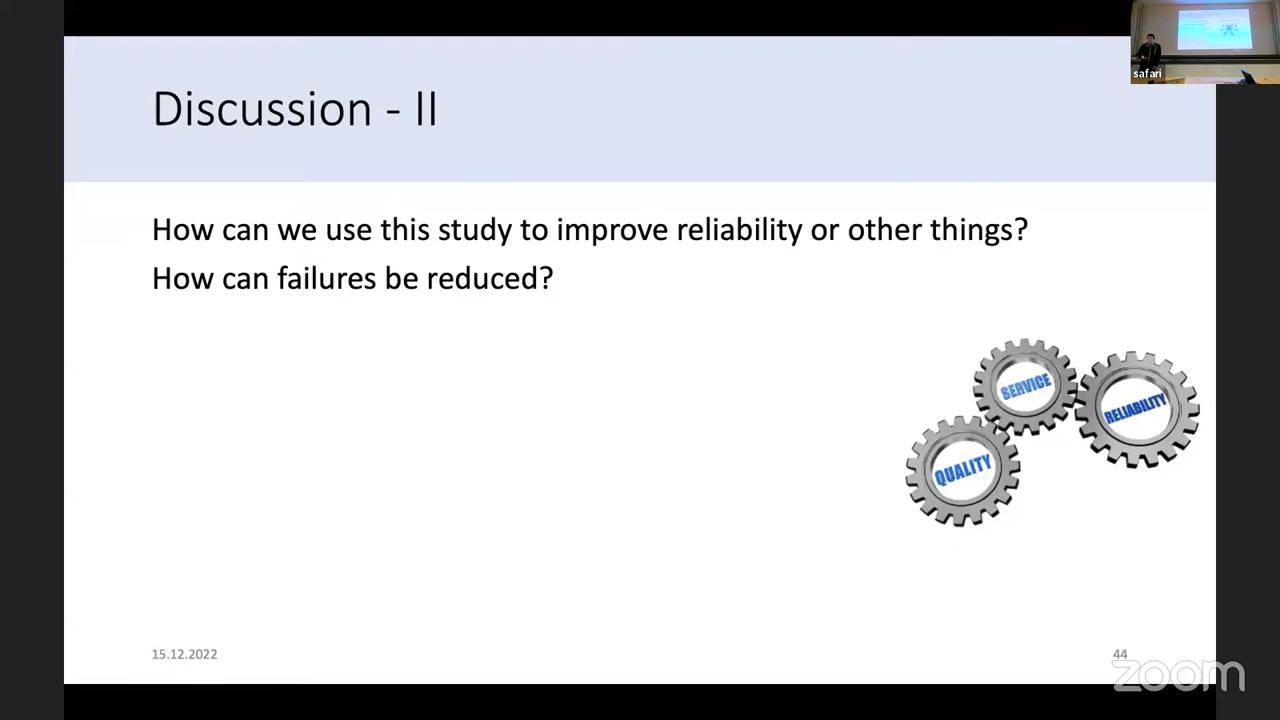 safari
Discussion - II
How can we use this study to improve reliability or other things?
How can failures be reduced?
SERVICE
RELIABILITY
QUALITY
15.12.2022
44
zoom